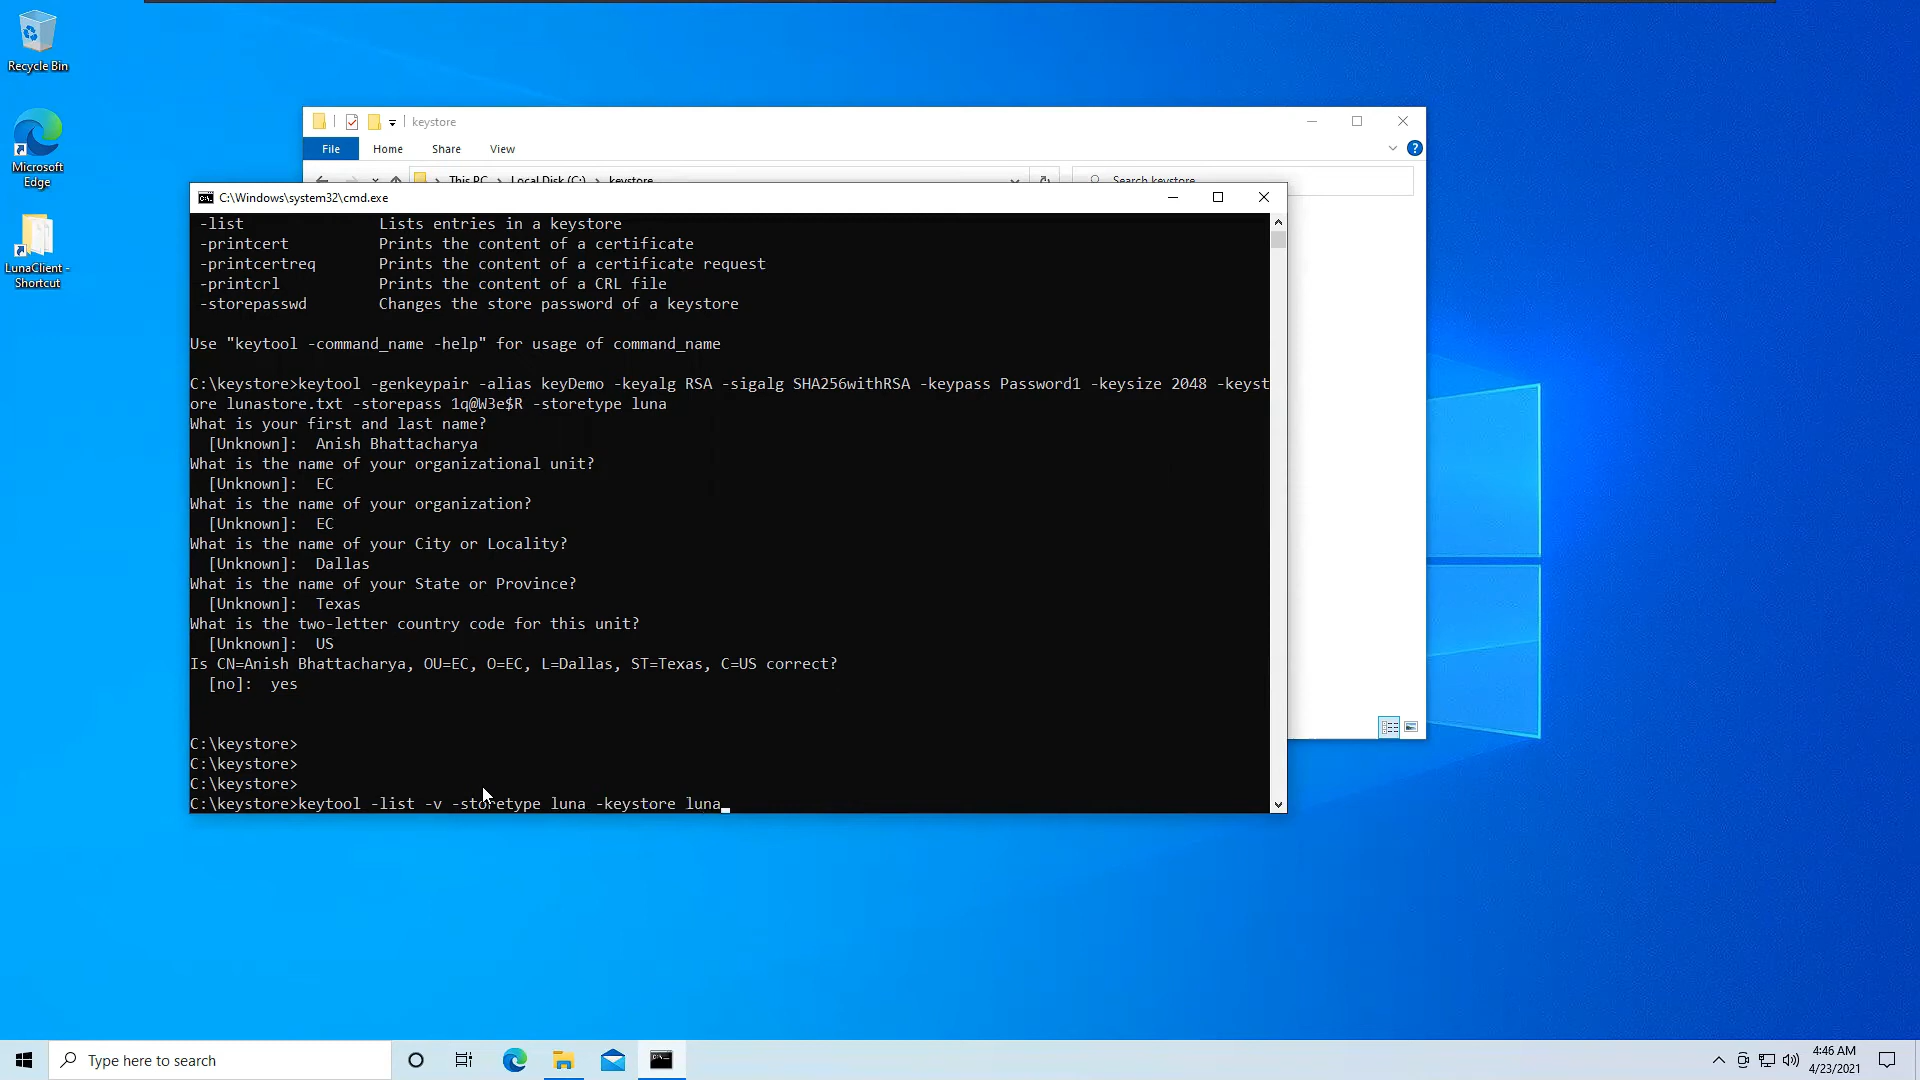 Recycle Bin
Microsoft
Edge
LunaClient -
Shortcut
keystore
File
Home
Share
View
This PC
Local Disk (C:)
keystore
Search keystore
C:\Windows\system32\cmd.exe
-list Lists entries in a keystore
-printcert Prints the content of a certificate
-printcertreq Prints the content of a certificate request
-printcrl Prints the content of a CRL file
-storepasswd Changes the store password of a keystore
Use "keytool -command_name -help" for usage of command_name
C:\keystore>keytool -genkeypair -alias keyDemo -keyalg RSA -sigalg SHA256withRSA -keypass Password1 -keysize 2048 -keyst
ore lunastore.txt -storepass 1q@W3e$R -storetype luna
What is your first and last name?
[Unknown]: Anish Bhattacharya
What is the name of your organizational unit?
[Unknown]: EC
What is the name of your organization?
[Unknown]: EC
What is the name of your City or Locality?
[Unknown]: Dallas
What is the name of your State or Province?
[Unknown]: Texas
What is the two-letter country code for this unit?
[Unknown]: US
Is CN=Anish Bhattacharya, OU=EC, O=EC, L=Dallas, ST=Texas, C=US correct?
[no]: yes
C:\keystore>
C:\keystore>
C:\keystore>
C:\keystore>keytool -list -v -storetype luna -keystore luna_
Type here to search
4:46 AM
4/23/2021